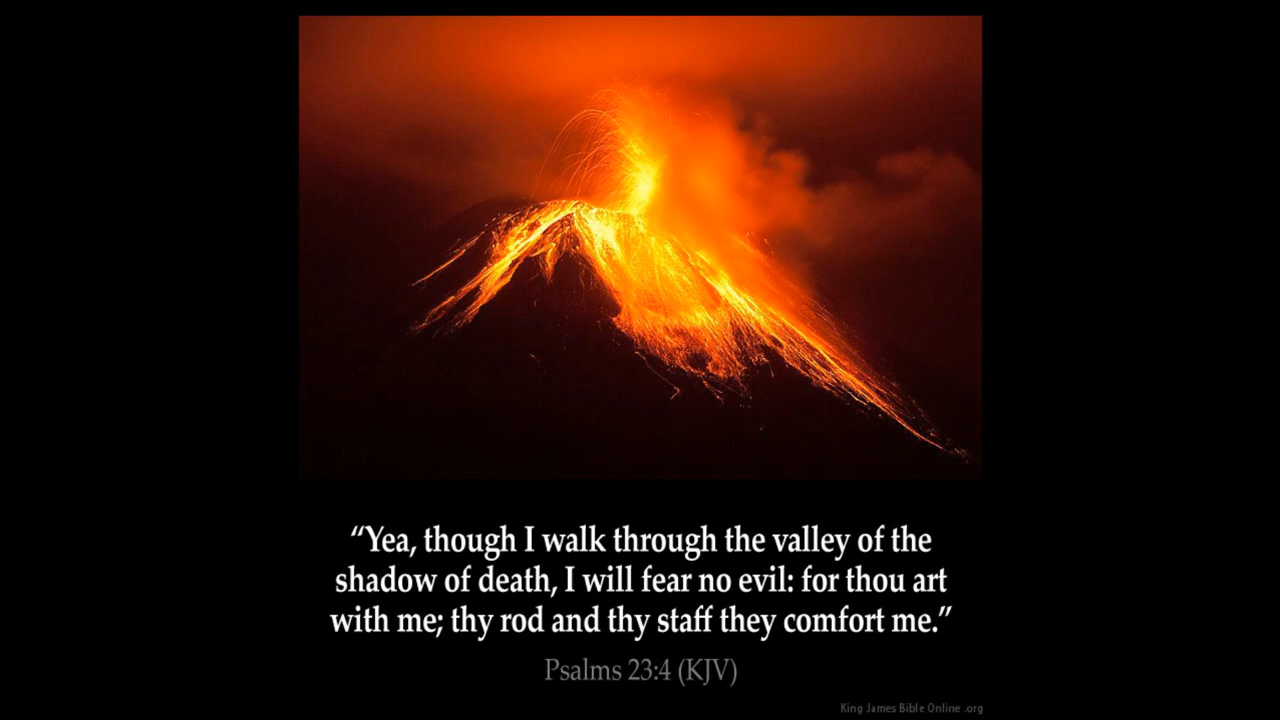 “Yea, though I walk through the valley of the
shadow of death, I will fear no evil: for thou art
with me; thy rod and thy staff they comfort me.”
Psalms 23:4 (KJV)
King James Bible Online .org